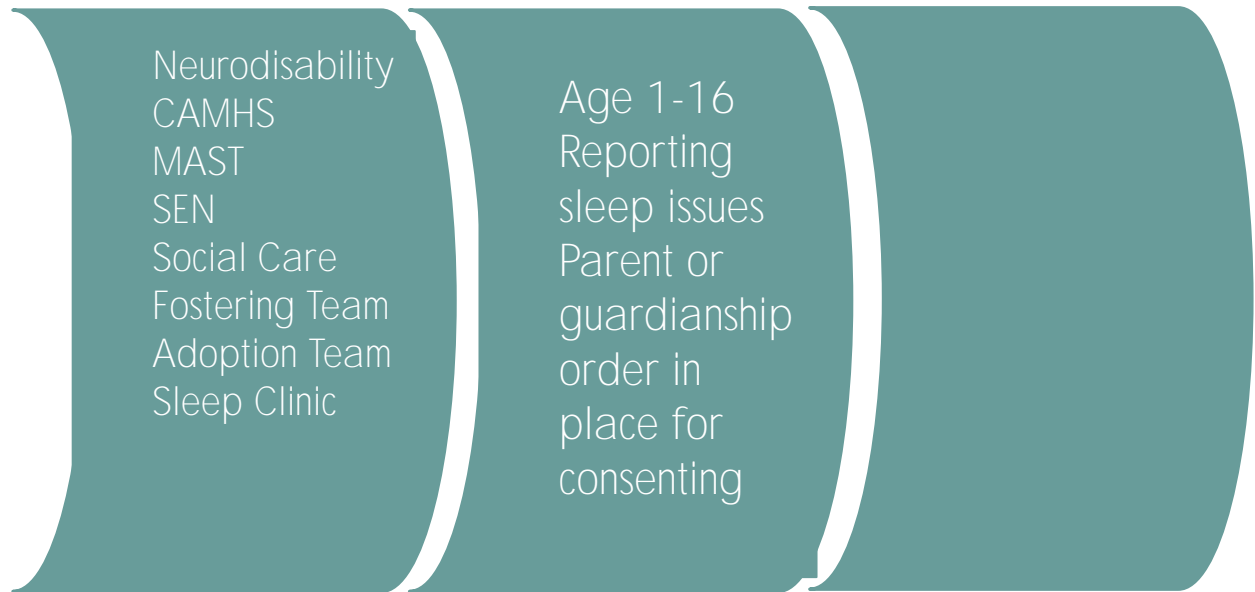 Neurodisability
CAMHS
MAST
SEN
Social Care
Fostering Team
Adoption Team
Sleep Clinic
Age 1-16
Reporting
sleep issues
Parent or
guardianship
order in
place for
consenting